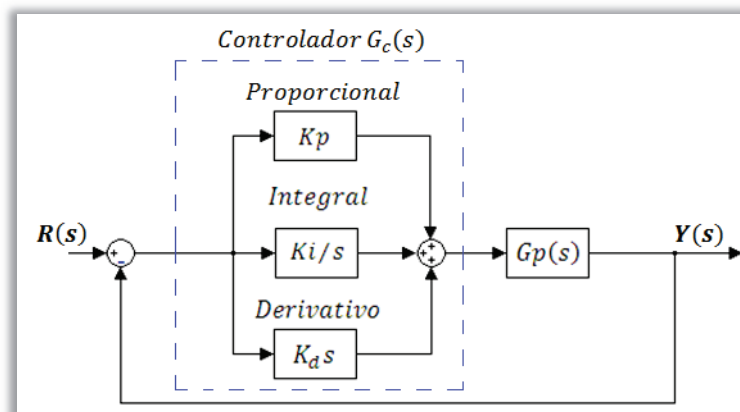 Controlador G_c(s)
Proporcional
Kp
Integral
R(s)
+
-
Ki/s
+
+
+
Gp(s)
Y(s)
Derivativo
K_d s